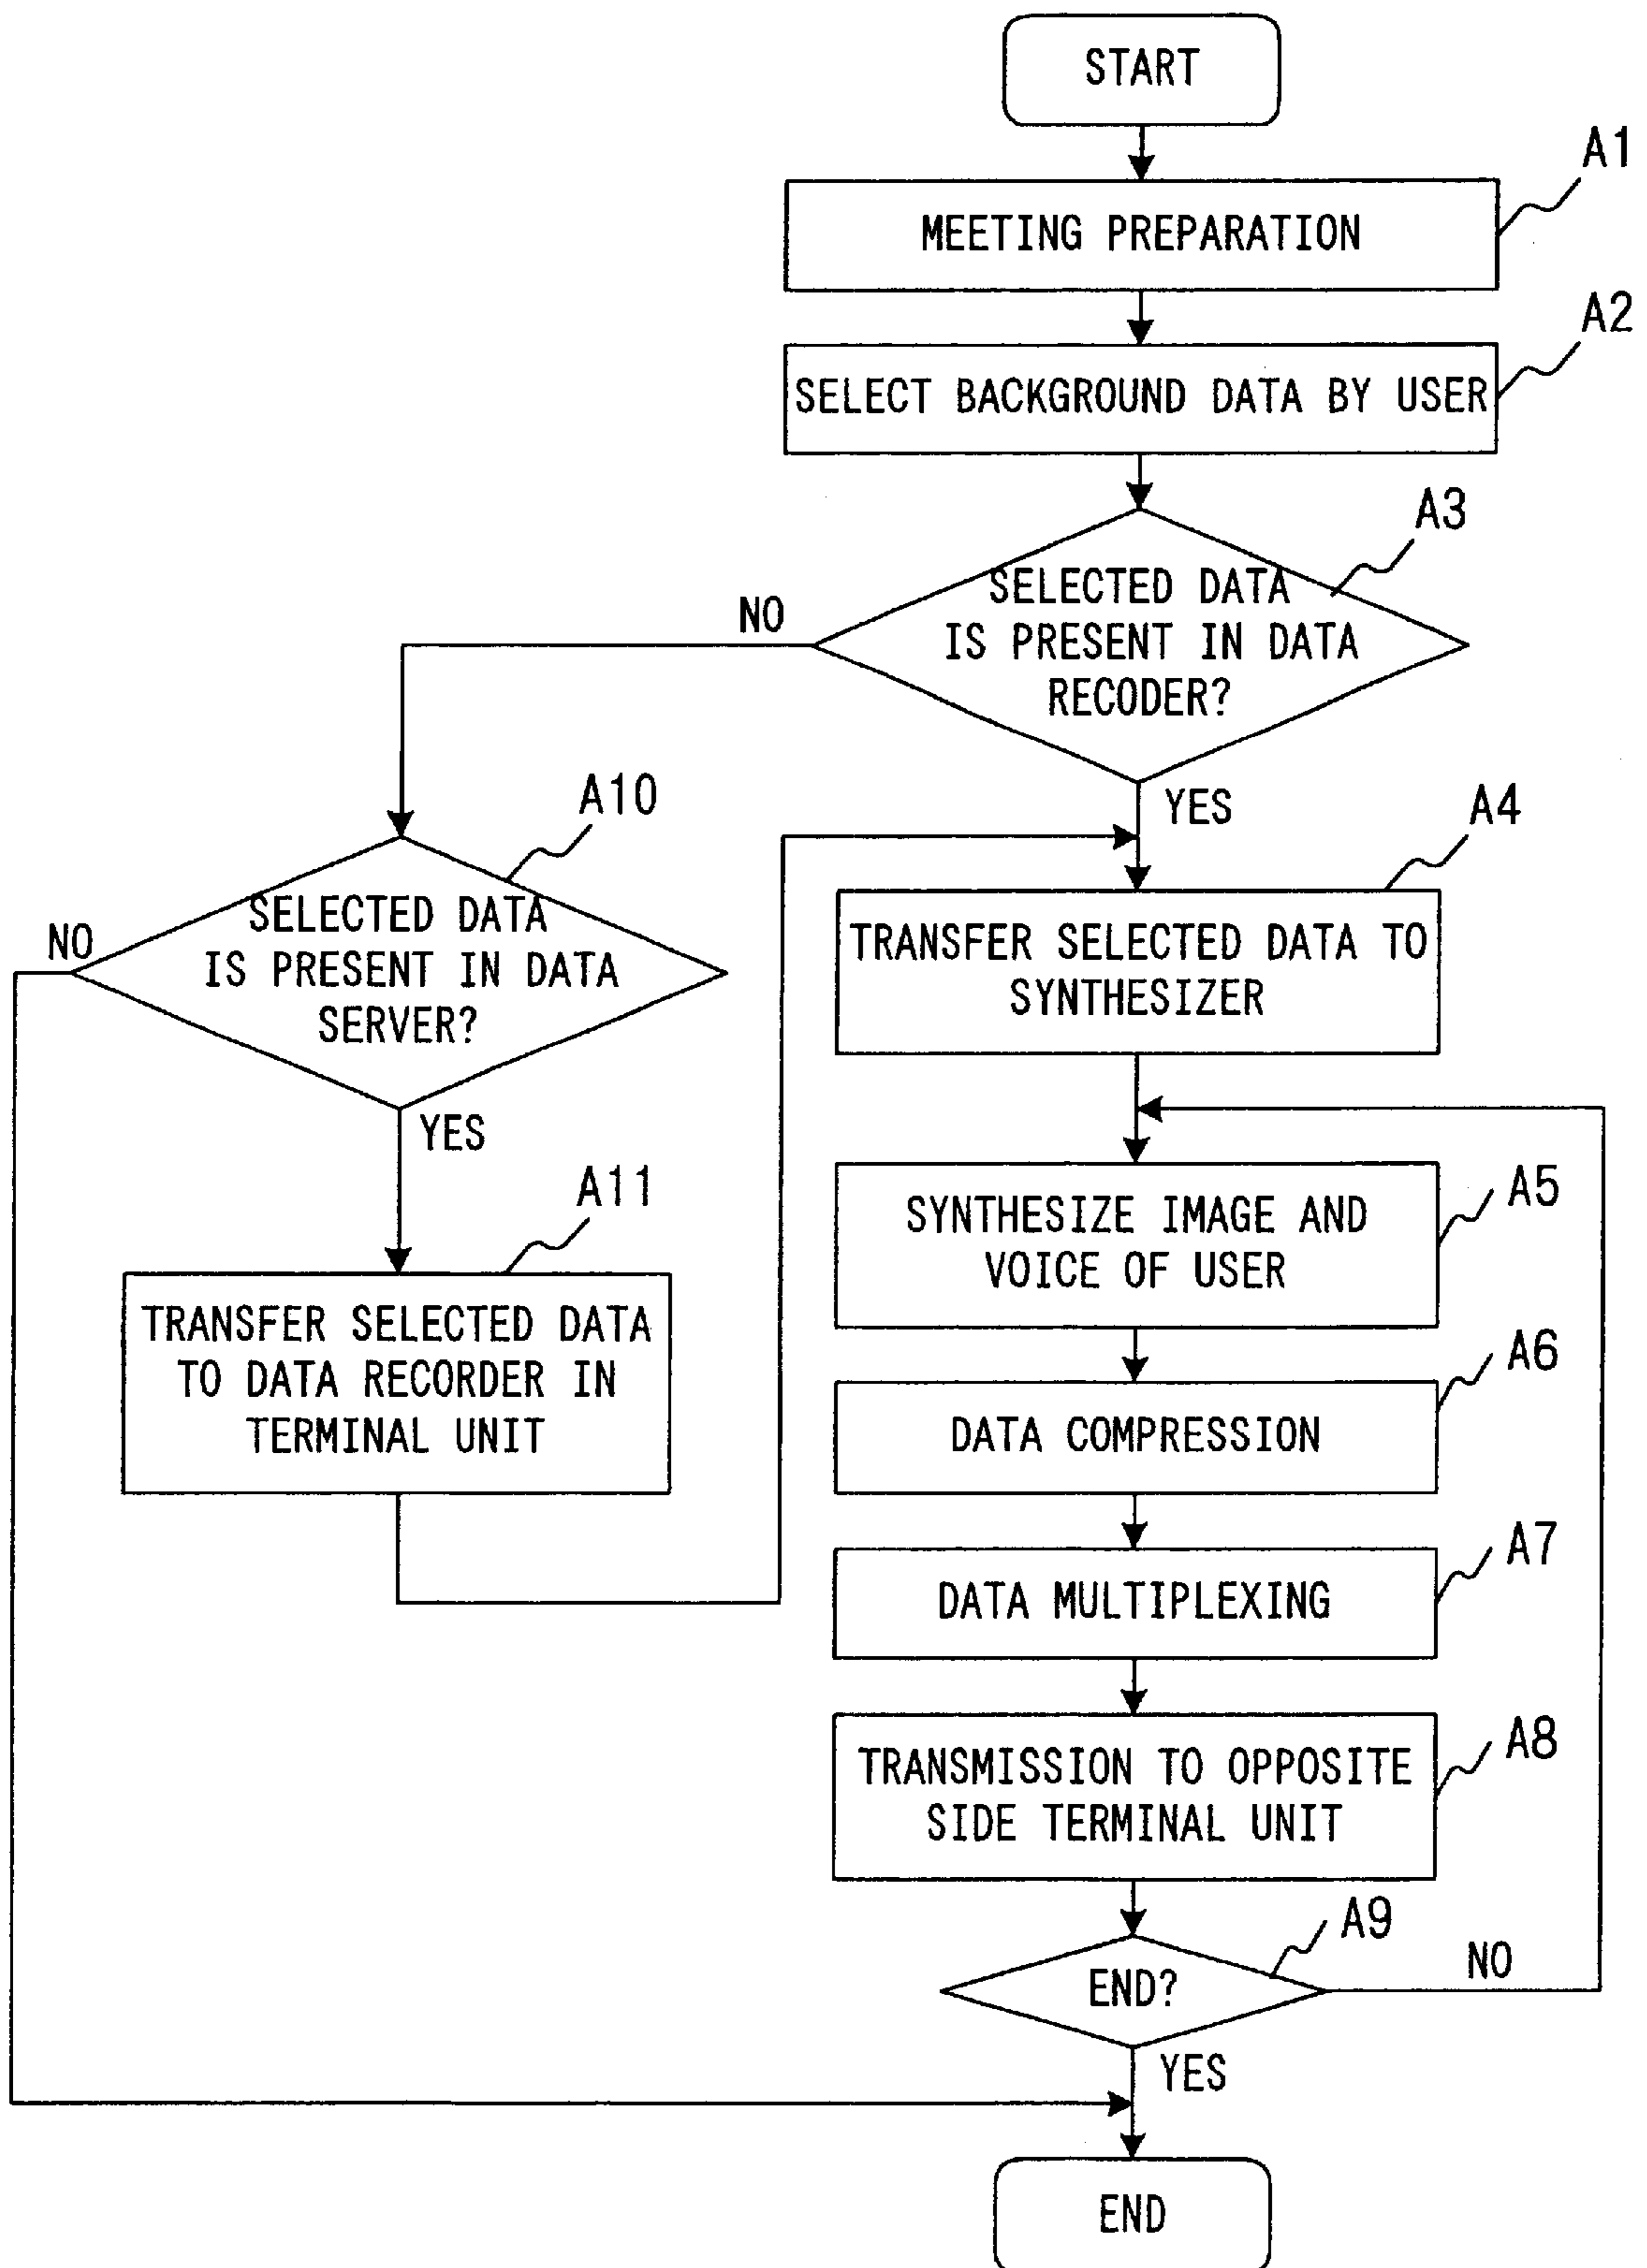 START
A1
MEETING PREPARATION
A2
SELECT BACKGROUND DATA BY USER
A3
SELECTED DATA
IS PRESENT IN DATA
RECODER?
NO
YES
A10
SELECTED DATA
IS PRESENT IN DATA
SERVER?
NO
YES
A11
TRANSFER SELECTED DATA
TO DATA RECORDER IN
TERMINAL UNIT
A4
TRANSFER SELECTED DATA TO
SYNTHESIZER
A5
SYNTHESIZE IMAGE AND
VOICE OF USER
A6
DATA COMPRESSION
A7
DATA MULTIPLEXING
A8
TRANSMISSION TO OPPOSITE
SIDE TERMINAL UNIT
A9
END?
NO
YES
END